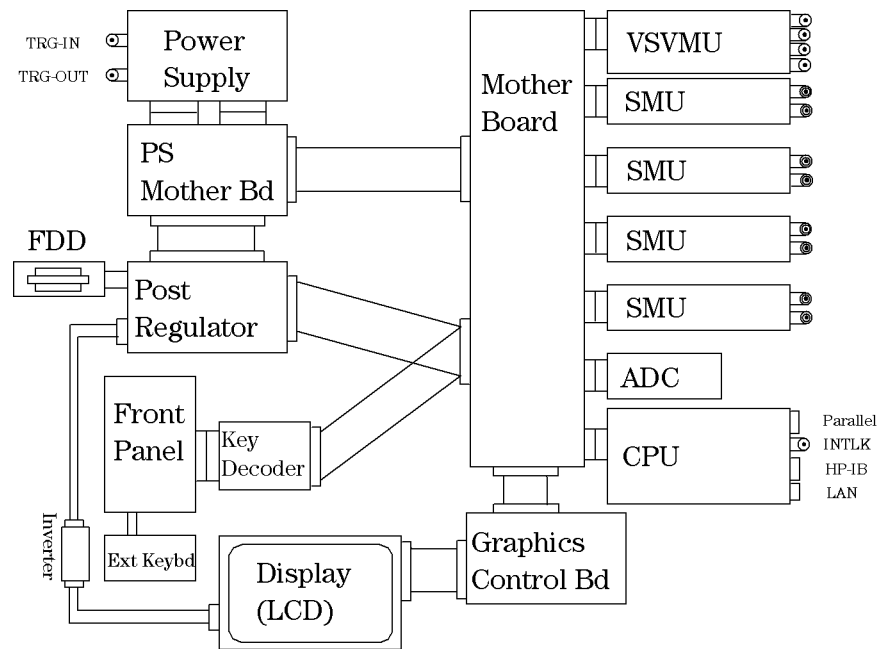 TRG-IN
TRG-OUT
Power
Supply
PS
Mother Bd
FDD
Post
Regulator
Front
Panel
Key
Decoder
Ext Keybd
Inverter
Display
(LCD)
Mother
Board
Graphics
Control Bd
VSVMU
SMU
SMU
SMU
SMU
ADC
CPU
Parallel
INTLK
HP-IB
LAN